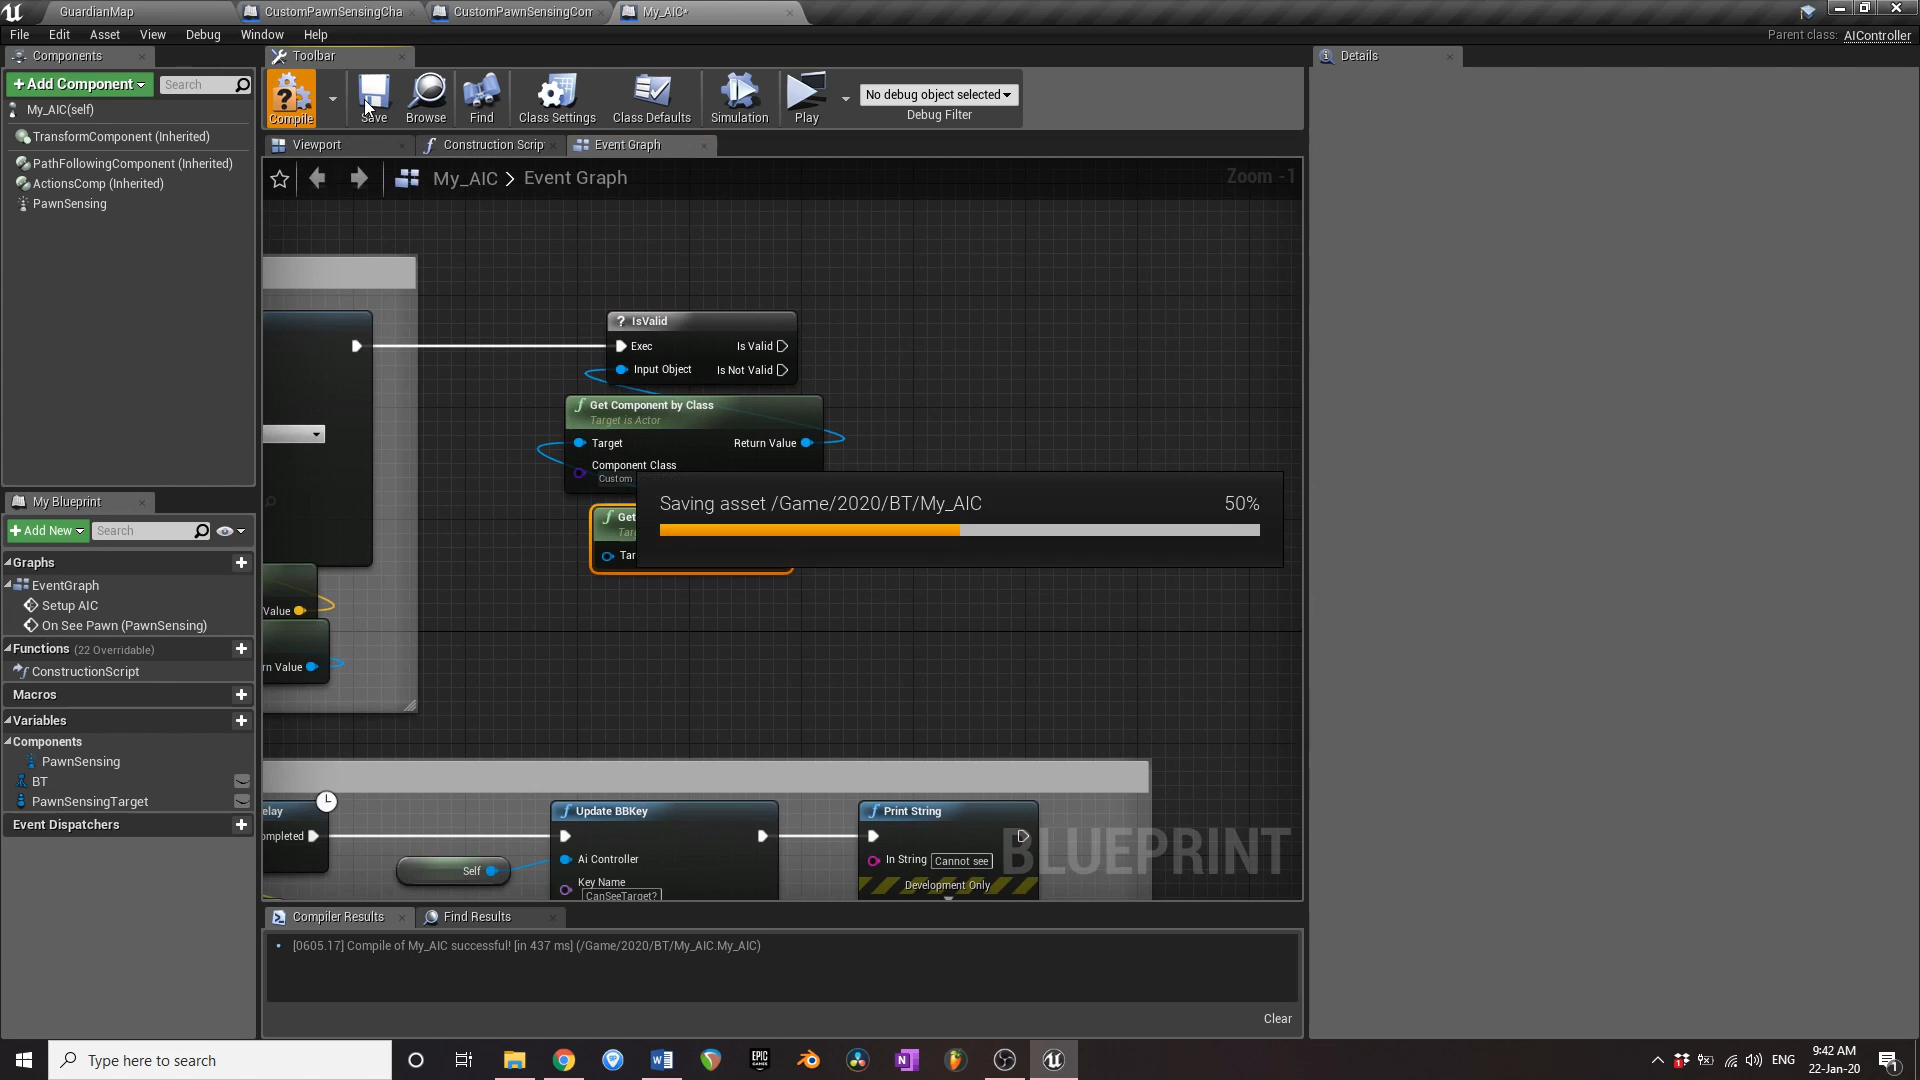 GuardianMap
CustomPawnSensingCha
CustomPawnSensingCom
My_AIC*
File
Edit
Asset
View
Debug
Window
Help
Parent class: AIController
Components
Toolbar
Details
+Add Component
Search
My_AIC(self)
TransformComponent (Inherited)
PathFollowingComponent (Inherited)
ActionsComp (Inherited)
PawnSensing
Compile
Save
Browse
Find
Class Settings
Class Defaults
Simulation
Play
No debug object selected
Debug Filter
Viewport
Construction Scrip
Event Graph
My_AIC > Event Graph
Zoom -1
? IsValid
Exec
Is Valid
Input Object
Is Not Valid
f Get Component by Class
Target is Actor
Target
Return Value
Component Class
Custom
Saving asset /Game/2020/BT/My_AIC
50%
f Get
Tar
Tar
Value
rn Value
My Blueprint
+Add New
Search
Graphs
EventGraph
Setup AIC
On See Pawn (PawnSensing)
Functions (22 Overridable)
ConstructionScript
Macros
Variables
Components
PawnSensing
BT
PawnSensingTarget
Event Dispatchers
elay
ompleted
Self
f Update BBKey
Ai Controller
Key Name
CanSeeTarget?
f Print String
In String
Cannot see
Development Only
BLUEPRINT
Compiler Results
Find Results
[0605.17] Compile of My_AIC successful! [in 437 ms] (/Game/2020/BT/My_AIC.My_AIC)
Clear
Type here to search
EPIC
GAMES
ENG
9:42 AM
22-Jan-20
1